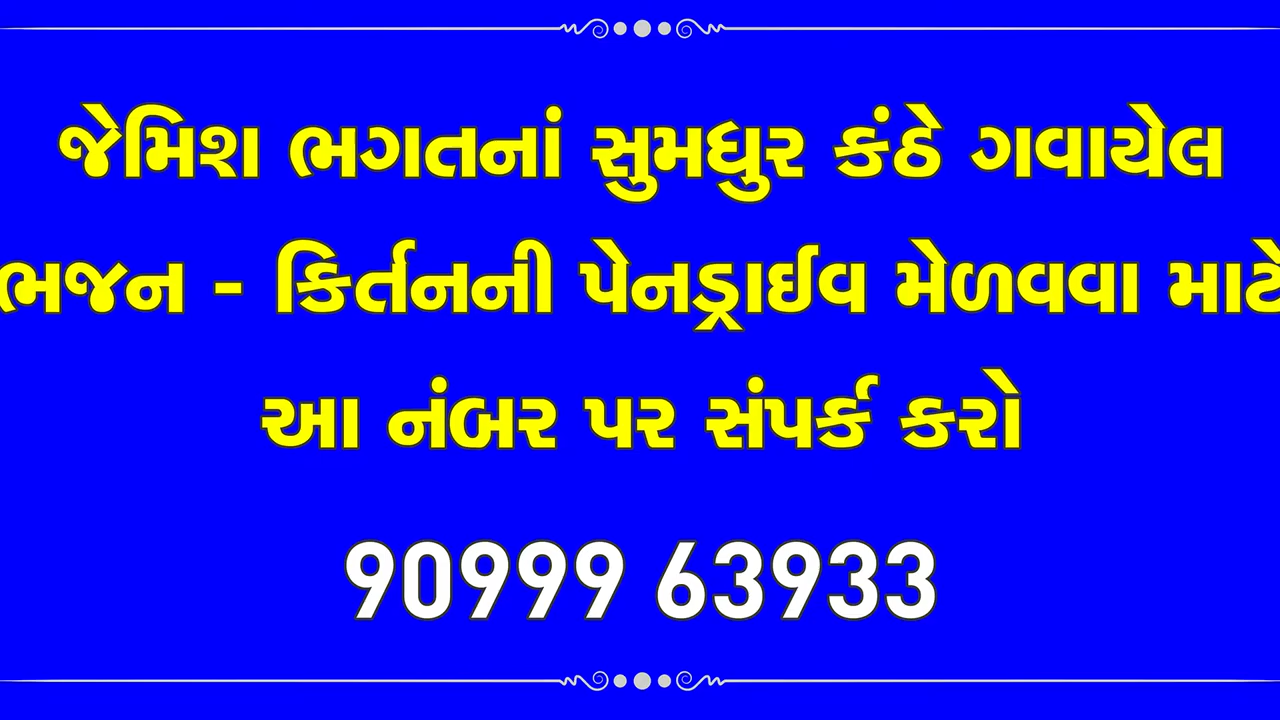 જેમિશ ભગતનાં સુમધુર કંઠે ગવાયેલ
ભજન - કિર્તનની પેનડ્રાઈવ મેળવવા માટે
આ નંબર પર સંપર્ક કરો
90999 63933